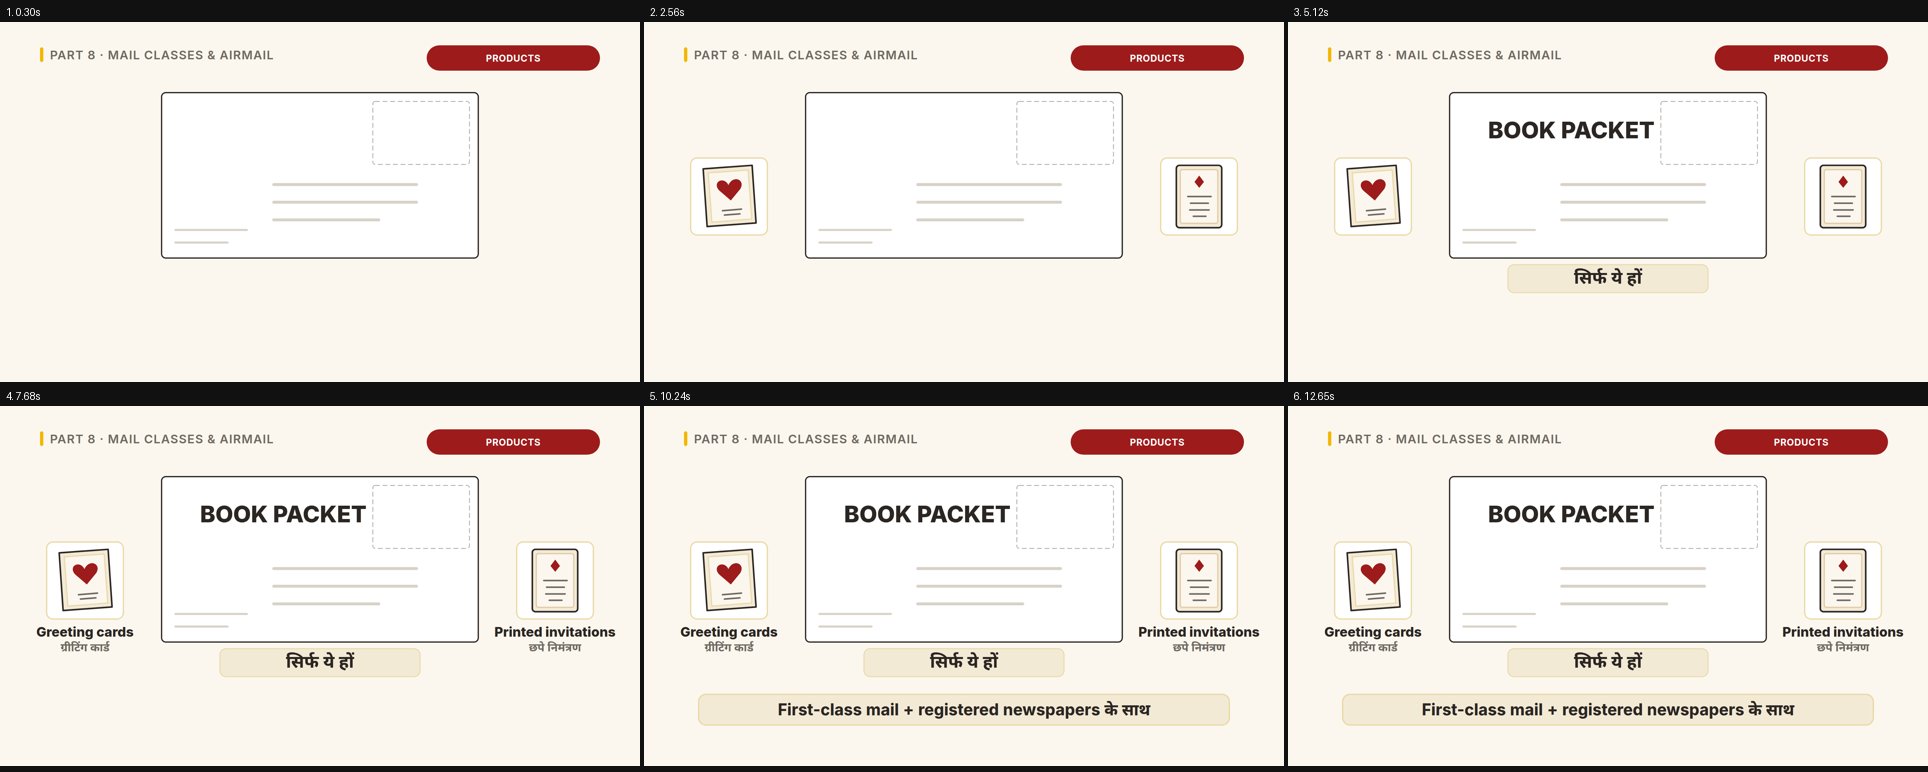 1. 0.30s
PART 8 · MAIL CLASSES & AIRMAIL
PRODUCTS
2. 2.56s
PART 8 · MAIL CLASSES & AIRMAIL
PRODUCTS
3. 5.12s
PART 8 · MAIL CLASSES & AIRMAIL
PRODUCTS
BOOK PACKET
सिर्फ ये हों
4. 7.68s
PART 8 · MAIL CLASSES & AIRMAIL
PRODUCTS
BOOK PACKET
Greeting cards
ग्रीटिंग कार्ड
Printed invitations
छपे निमंत्रण
सिर्फ ये हों
5. 10.24s
PART 8 · MAIL CLASSES & AIRMAIL
PRODUCTS
BOOK PACKET
Greeting cards
ग्रीटिंग कार्ड
Printed invitations
छपे निमंत्रण
सिर्फ ये हों
First-class mail + registered newspapers के साथ
6. 12.65s
PART 8 · MAIL CLASSES & AIRMAIL
PRODUCTS
BOOK PACKET
Greeting cards
ग्रीटिंग कार्ड
Printed invitations
छपे निमंत्रण
सिर्फ ये हों
First-class mail + registered newspapers के साथ